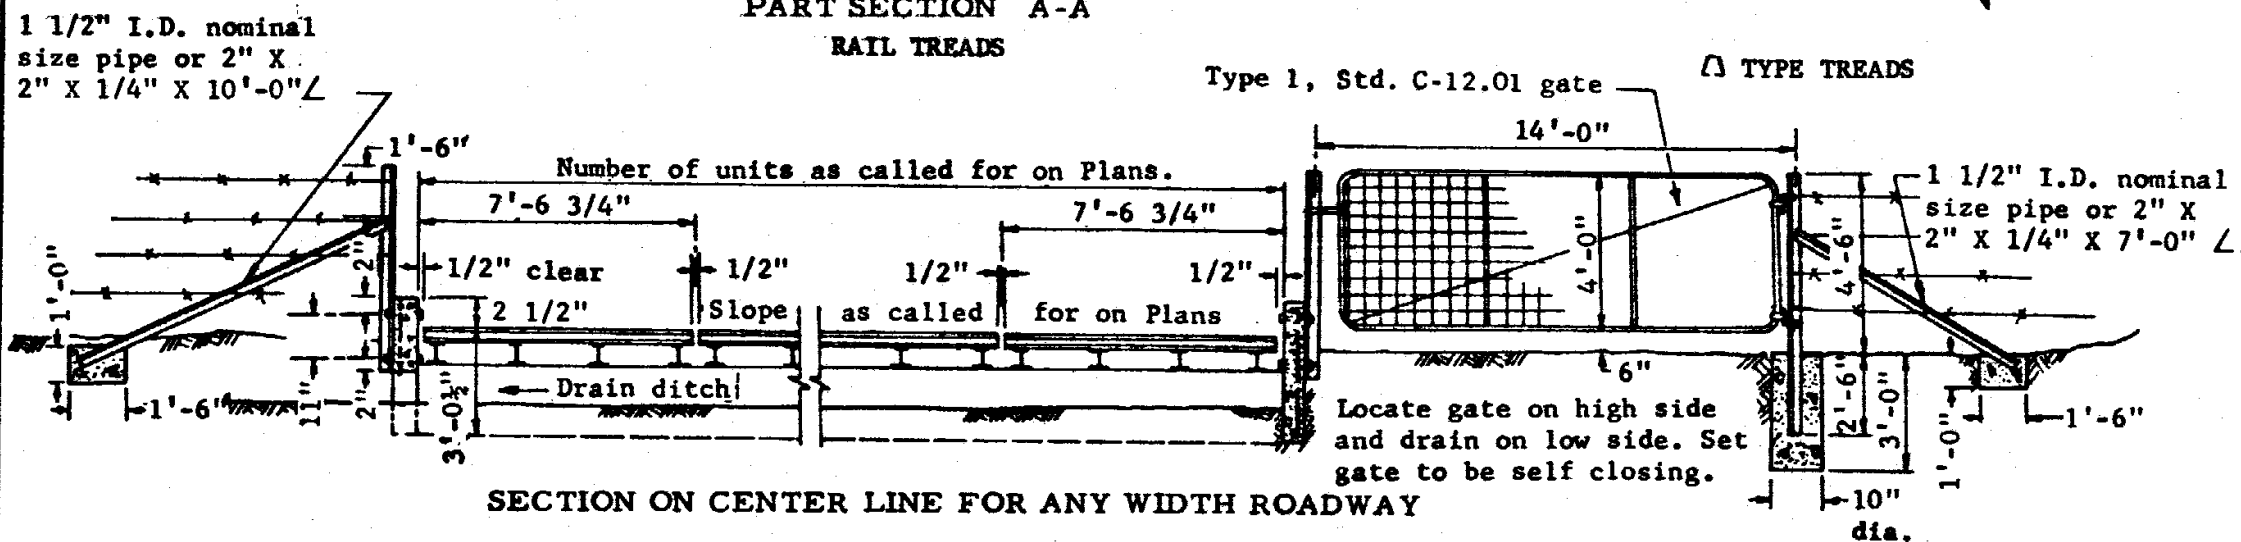 PART SECTION A-A
RAIL TREADS
1 1/2" I.D. nominal
size pipe or 2" X
2" X 1/4" X 10'-0"∠
Type 1, Std. C-12.01 gate
TYPE TREADS
14'-0"
1'-6"
Number of units as called for on Plans.
7'-6 3/4"
7'-6 3/4"
1 1/2" I.D. nominal
size pipe or 2" X
2" X 1/4" X 7'-0" ∠
4'-0"
4'-6"
1'-0"
2"
1/2" clear
1/2"
1/2"
1/2"
2 1/2"
Slope as called for on Plans
Drain ditch
6"
1'-6"
11"
2"
3'-0½"
Locate gate on high side
and drain on low side. Set
gate to be self closing.
2'-6"
3'-0"
1'-0"
1'-6"
10"
dia.
SECTION ON CENTER LINE FOR ANY WIDTH ROADWAY